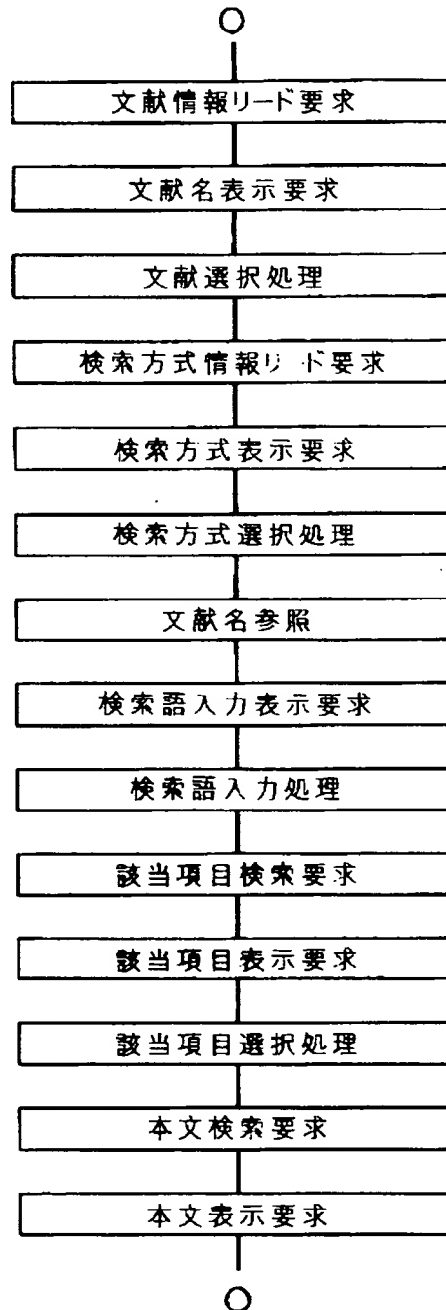 文献情報リード要求
文献名表示要求
文献選択処理
検索方式情報リード要求
検索方式表示要求
検索方式選択処理
文献名参照
検索語入力表示要求
検索語入力処理
該当項目検索要求
該当項目表示要求
該当項目選択処理
本文検索要求
本文表示要求